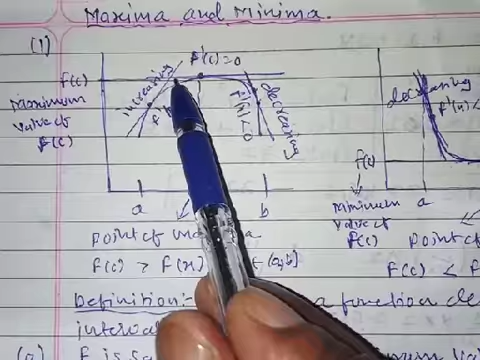 Maxima and Minima.
(1)
f'(c)=0
f(c)
increasing
decreasing
f'(x)<0
maximum
value of
f(c)
a
b
point of
f(c) > f(x)
decreasing
f'(x)<
minimum
value of
f(c)
a
point of
f(c) < f
Definition:-
a function de
interval
(a)
f is